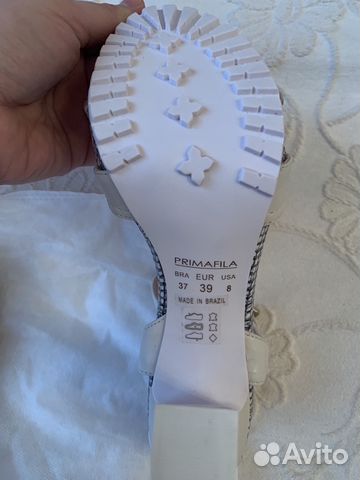 PRIMAFILA
BRA EUR USA
37 39 8
MADE IN BRAZIL
Avito